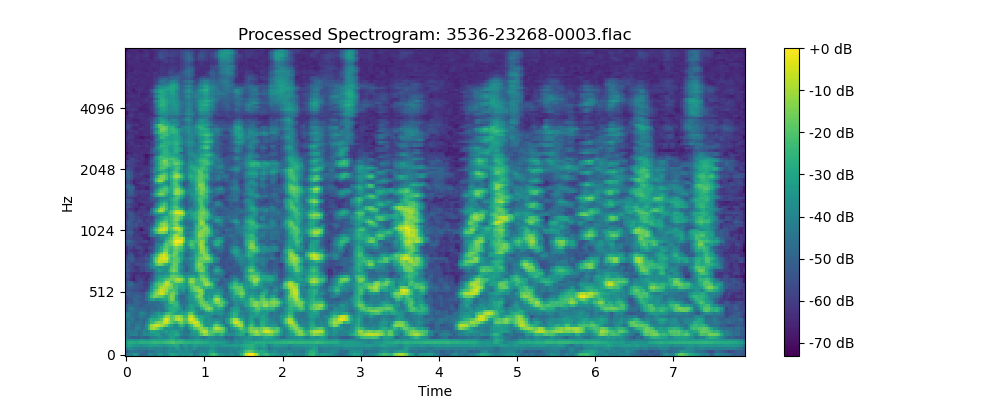 Processed Spectrogram: 3536-23268-0003.flac
Hz
4096
2048
1024
512
0
0 1 2 3 4 5 6 7
Time
+0 dB
-10 dB
-20 dB
-30 dB
-40 dB
-50 dB
-60 dB
-70 dB